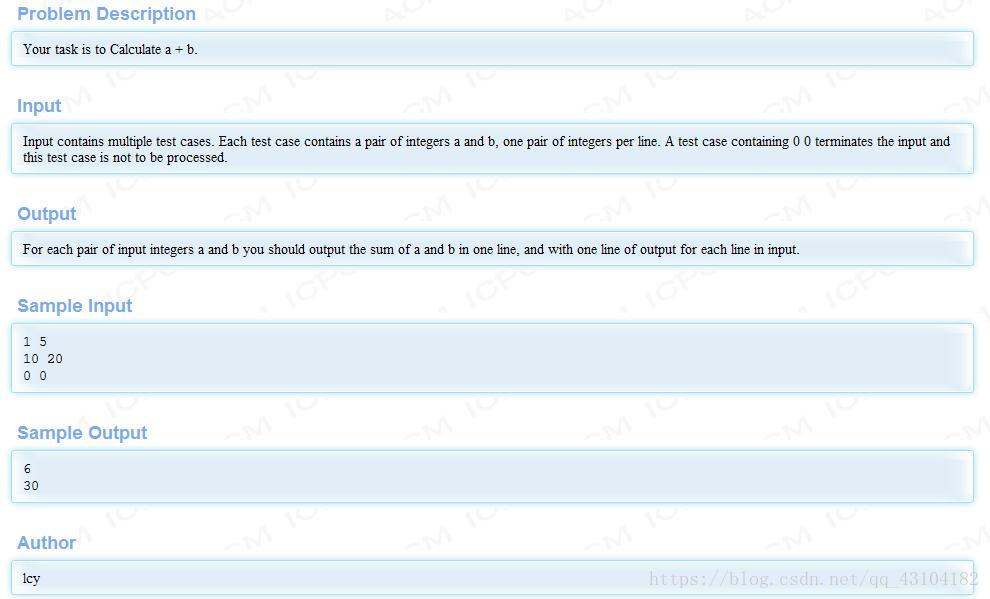 Problem Description
Your task is to Calculate a + b.
Input
Input contains multiple test cases. Each test case contains a pair of integers a and b, one pair of integers per line. A test case containing 0 0 terminates the input and
this test case is not to be processed.
Output
For each pair of input integers a and b you should output the sum of a and b in one line, and with one line of output for each line in input.
Sample Input
1 5
10 20
0 0
Sample Output
6
30
Author
lcy
https://blog.csdn.net/qq_43104182